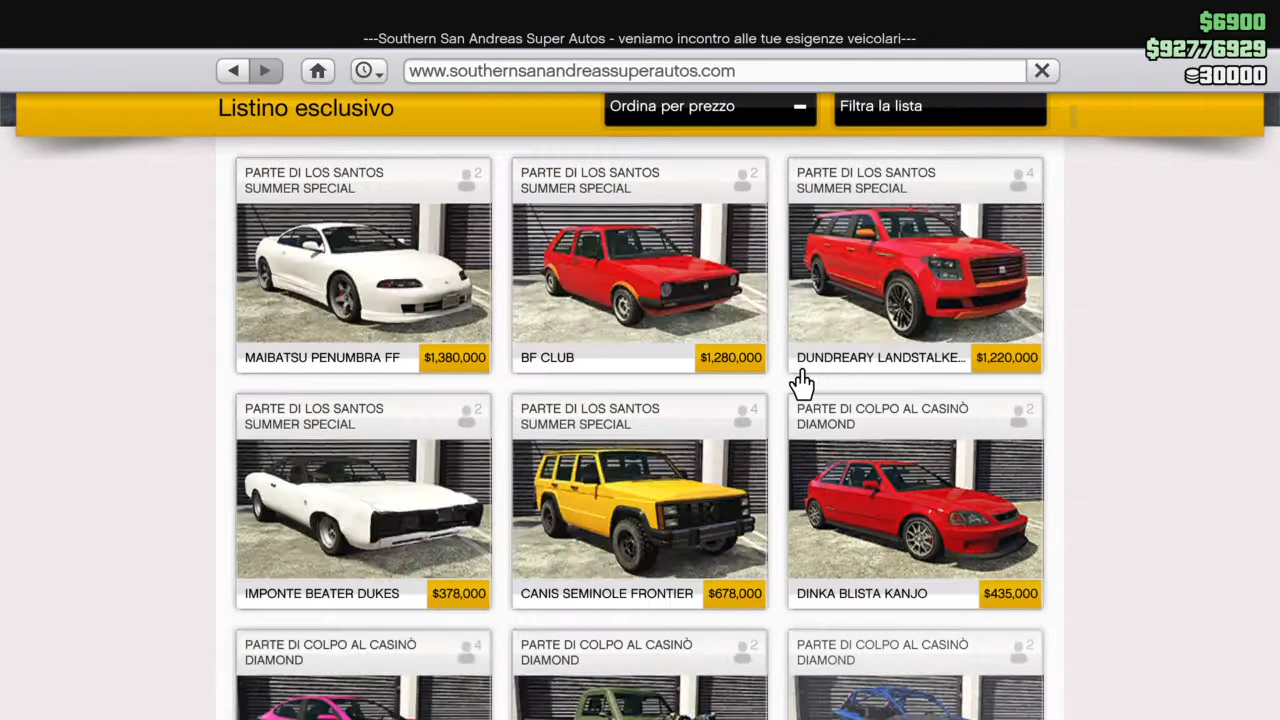 $6900
---Southern San Andreas Super Autos - veniamo incontro alle tue esigenze veicolari---
$92776929
30000
www.southernsanandreassuperautos.com
Listino esclusivo
Ordina per prezzo
Filtra la lista
PARTE DI LOS SANTOS
SUMMER SPECIAL
2
MAIBATSU PENUMBRA FF
$1,380,000
PARTE DI LOS SANTOS
SUMMER SPECIAL
2
BF CLUB
$1,280,000
PARTE DI LOS SANTOS
SUMMER SPECIAL
4
DUNDREARY LANDSTALKE...
$1,220,000
PARTE DI LOS SANTOS
SUMMER SPECIAL
2
IMPONTE BEATER DUKES
$378,000
PARTE DI LOS SANTOS
SUMMER SPECIAL
4
CANIS SEMINOLE FRONTIER
$678,000
PARTE DI COLPO AL CASINÒ
DIAMOND
2
DINKA BLISTA KANJO
$435,000
PARTE DI COLPO AL CASINÒ
DIAMOND
4
PARTE DI COLPO AL CASINÒ
DIAMOND
2
PARTE DI COLPO AL CASINÒ
DIAMOND
2